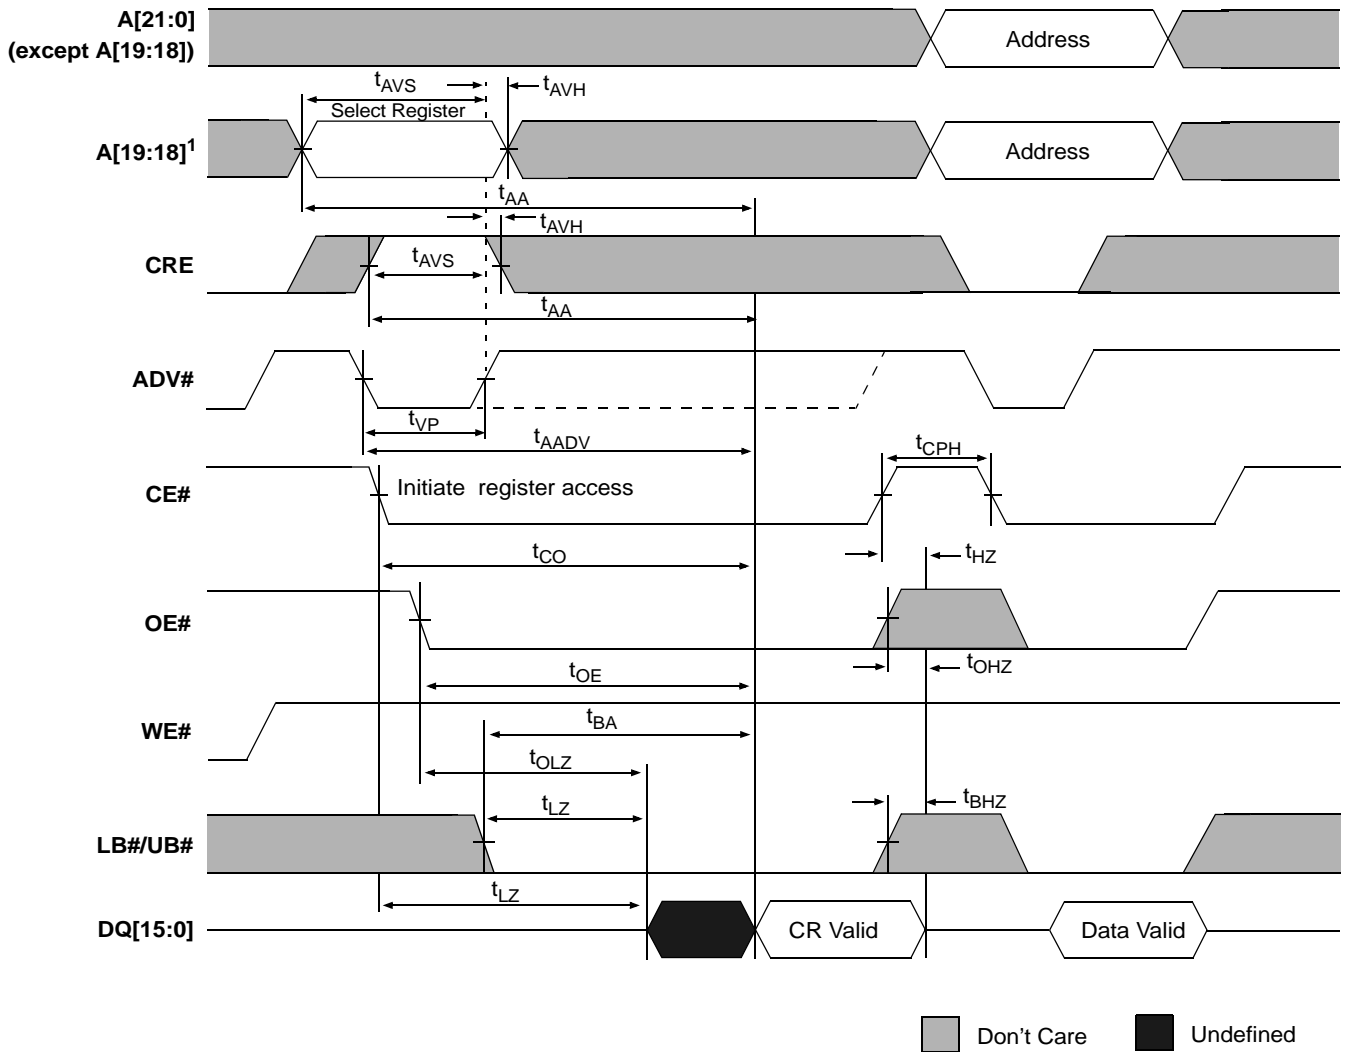 A[21:0]
(except A[19:18])
Address
tAVS
tAVH
Select Register
A[19:18]1
Address
tAA
tAVH
CRE
tAVS
tAA
ADV#
tVP
tAADV
tCPH
CE#
Initiate register access
tCO
tHZ
OE#
tOE
tOHZ
WE#
tBA
tOLZ
tLZ
tBHZ
LB#/UB#
tLZ
DQ[15:0]
CR Valid
Data Valid
Don't Care
Undefined